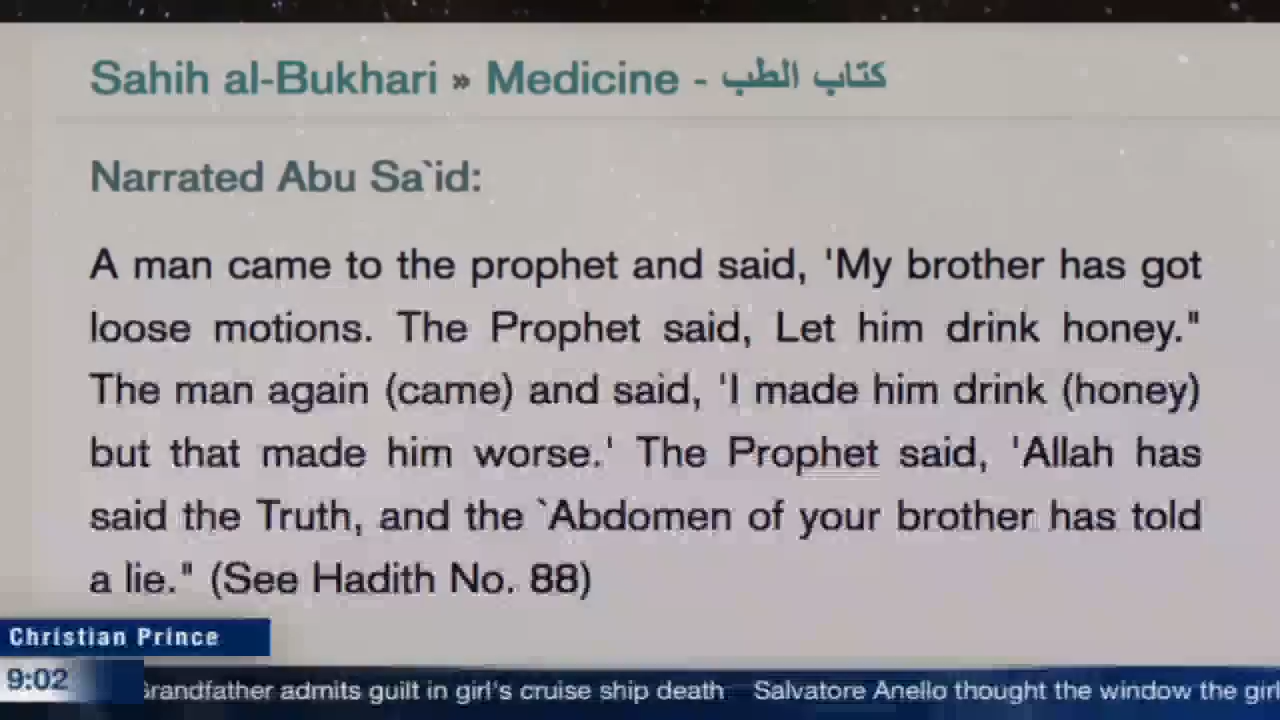 Sahih al-Bukhari » Medicine - كتاب الطب
Narrated Abu Sa`id:
A man came to the prophet and said, 'My brother has got
loose motions. The Prophet said, Let him drink honey."
The man again (came) and said, 'I made him drink (honey)
but that made him worse.' The Prophet said, 'Allah has
said the Truth, and the `Abdomen of your brother has told
a lie." (See Hadith No. 88)
Christian Prince
9:02
Grandfather admits guilt in girl's cruise ship death Salvatore Anello thought the window the girl